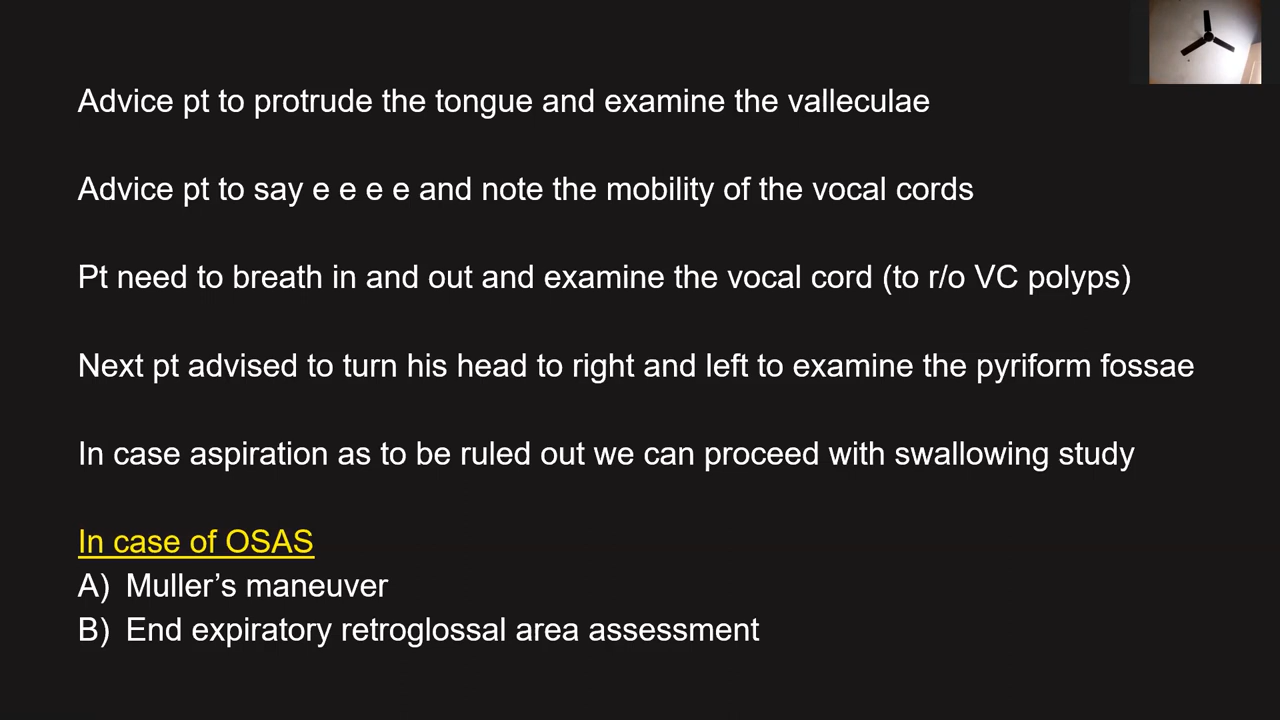 Advice pt to protrude the tongue and examine the valleculae
Advice pt to say e e e e and note the mobility of the vocal cords
Pt need to breath in and out and examine the vocal cord (to r/o VC polyps)
Next pt advised to turn his head to right and left to examine the pyriform fossae
In case aspiration as to be ruled out we can proceed with swallowing study
In case of OSAS
A) Muller’s maneuver
B) End expiratory retroglossal area assessment